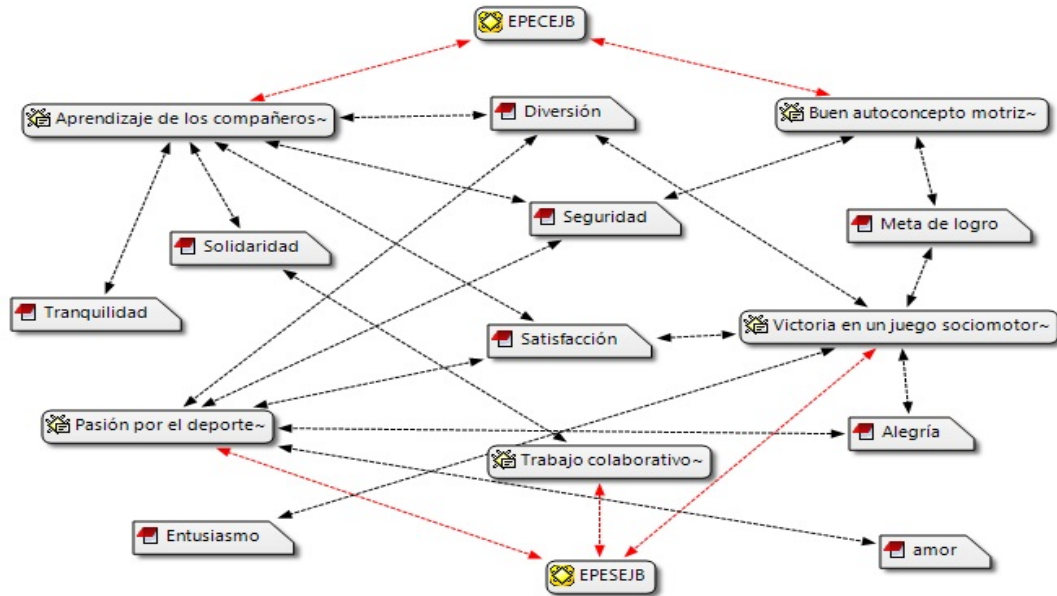 EPECEJB
Aprendizaje de los compañeros~
Diversión
Buen autoconcepto motriz~
Solidaridad
Seguridad
Meta de logro
Tranquilidad
Satisfacción
Victoria en un juego sociomotor~
Pasión por el deporte~
Trabajo colaborativo~
Alegría
Entusiasmo
EPESEJB
amor